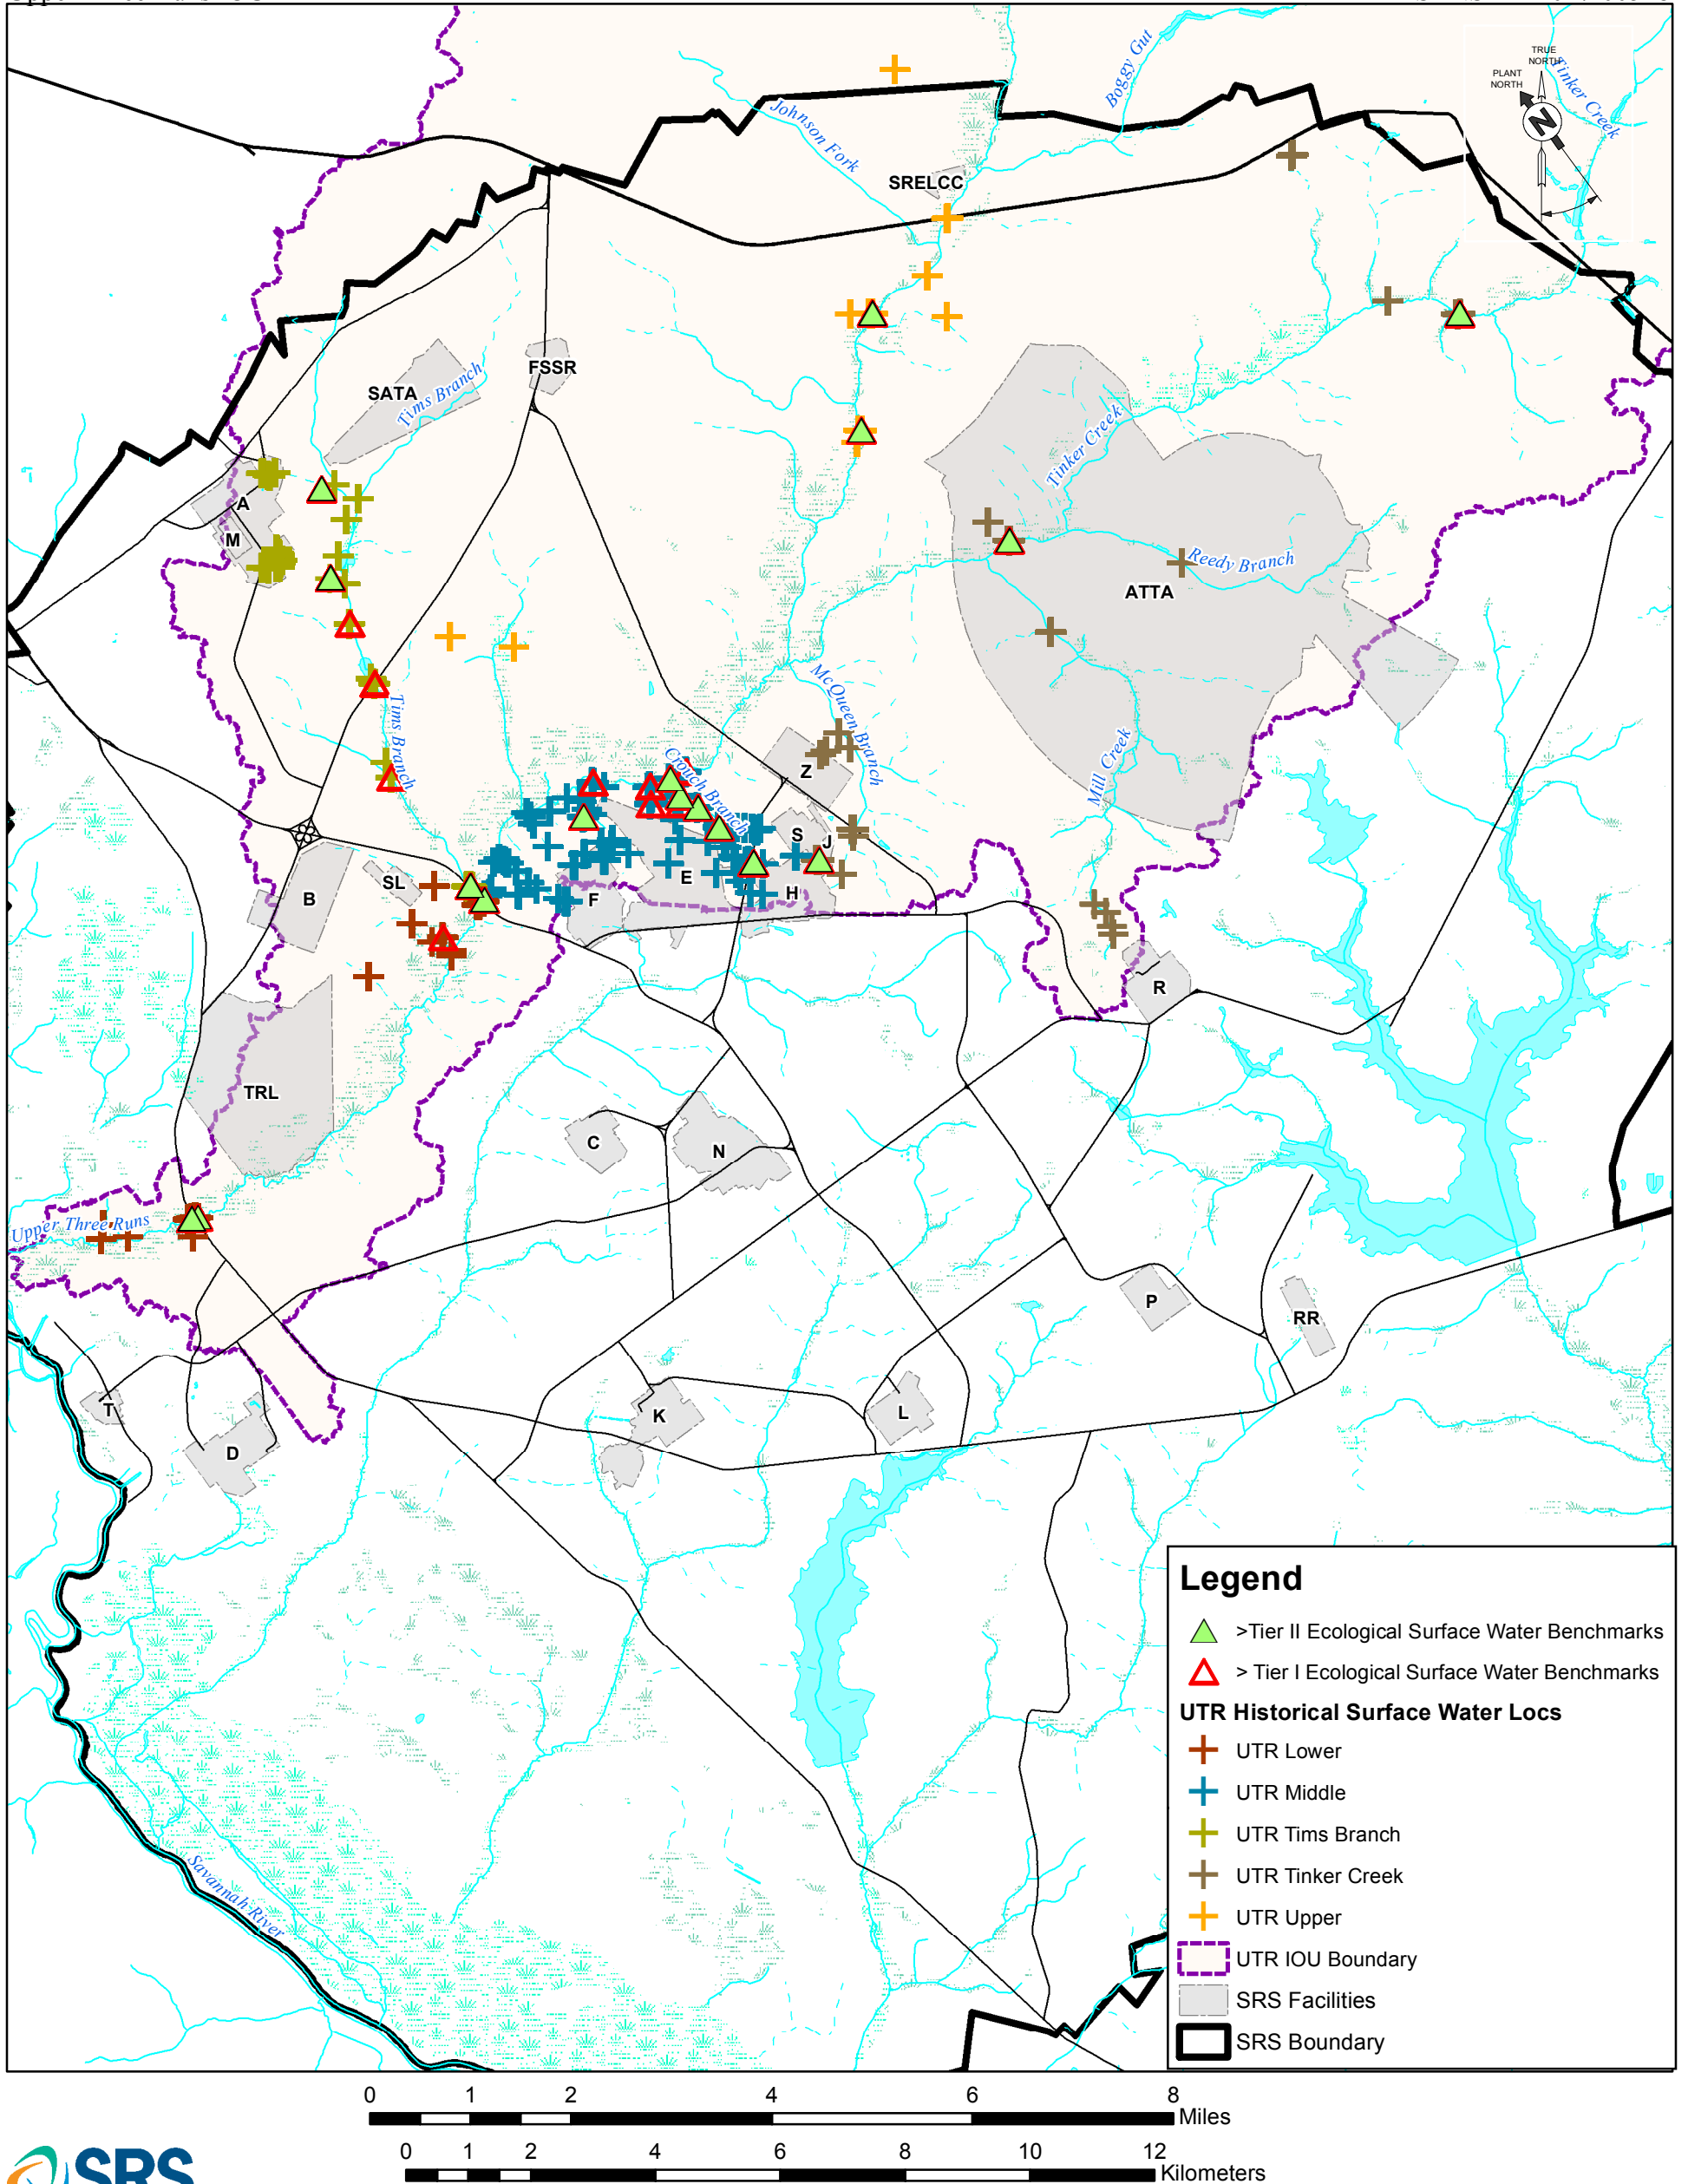 TRUE
NORTH
PLANT
NORTH
N
Tinker Creek
Boggy Gut
Johnson Fork
SRELCC
FSSR
SATA
Tims Branch
A
M
Tinker Creek
Reedy Branch
ATTA
McQueen Branch
Tims Branch
Crouch Branch
Z
Mill Creek
S
J
SL
B
E
F
H
R
TRL
C
N
Upper Three Runs
P
RR
T
K
L
D
Savannah River
Legend
>Tier II Ecological Surface Water Benchmarks
> Tier I Ecological Surface Water Benchmarks
UTR Historical Surface Water Locs
UTR Lower
UTR Middle
UTR Tims Branch
UTR Tinker Creek
UTR Upper
UTR IOU Boundary
SRS Facilities
SRS Boundary
0 1 2 4 6 8
Miles
0 1 2 4 6 8 10 12
Kilometers
SRS